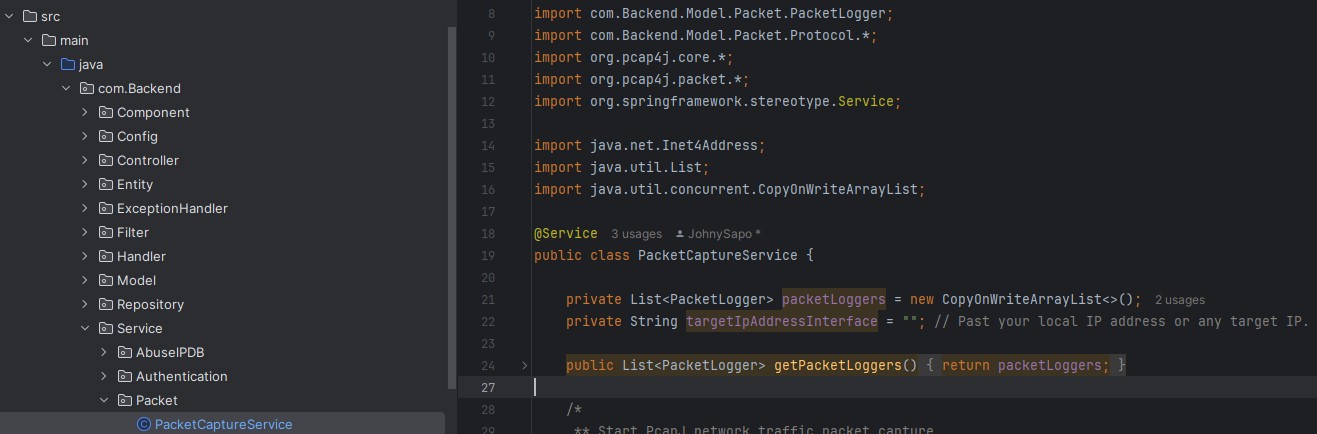 src
main
java
com.Backend
Component
Config
Controller
Entity
ExceptionHandler
Filter
Handler
Model
Repository
Service
AbuseIPDB
Authentication
Packet
PacketCaptureService
8 import com.Backend.Model.Packet.PacketLogger;
9 import com.Backend.Model.Packet.Protocol.*;
10 import org.pcap4j.core.*;
11 import org.pcap4j.packet.*;
12 import org.springframework.stereotype.Service;
13
14 import java.net.Inet4Address;
15 import java.util.List;
16 import java.util.concurrent.CopyOnWriteArrayList;
17
18 @Service 3 usages JohnySapo *
19 public class PacketCaptureService {
20
21 private List<PacketLogger> packetLoggers = new CopyOnWriteArrayList<>(); 2 usages
22 private String targetIpAddressInterface = ""; // Past your local IP address or any target IP.
23
24 public List<PacketLogger> getPacketLoggers() { return packetLoggers; }
27
28 /*
29 ** Start PcapJ network traffic packet capture